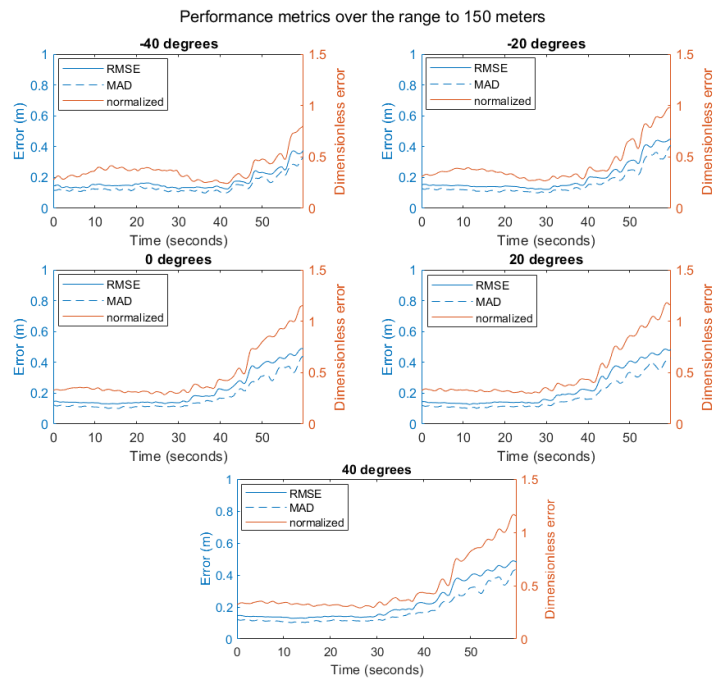 Performance metrics over the range to 150 meters
-40 degrees
1
0.8
0.6
0.4
0.2
0
Error (m)
RMSE
MAD
normalized
1.5
1
0.5
0
Dimensionless error
0 10 20 30 40 50
Time (seconds)
-20 degrees
1
0.8
0.6
0.4
0.2
0
Error (m)
RMSE
MAD
normalized
1.5
1
0.5
0
Dimensionless error
0 10 20 30 40 50
Time (seconds)
0 degrees
1
0.8
0.6
0.4
0.2
0
Error (m)
RMSE
MAD
normalized
1.5
1
0.5
0
Dimensionless error
0 10 20 30 40 50
Time (seconds)
20 degrees
1
0.8
0.6
0.4
0.2
0
Error (m)
RMSE
MAD
normalized
1.5
1
0.5
0
Dimensionless error
0 10 20 30 40 50
Time (seconds)
40 degrees
1
0.8
0.6
0.4
0.2
0
Error (m)
RMSE
MAD
normalized
1.5
1
0.5
0
Dimensionless error
0 10 20 30 40 50
Time (seconds)